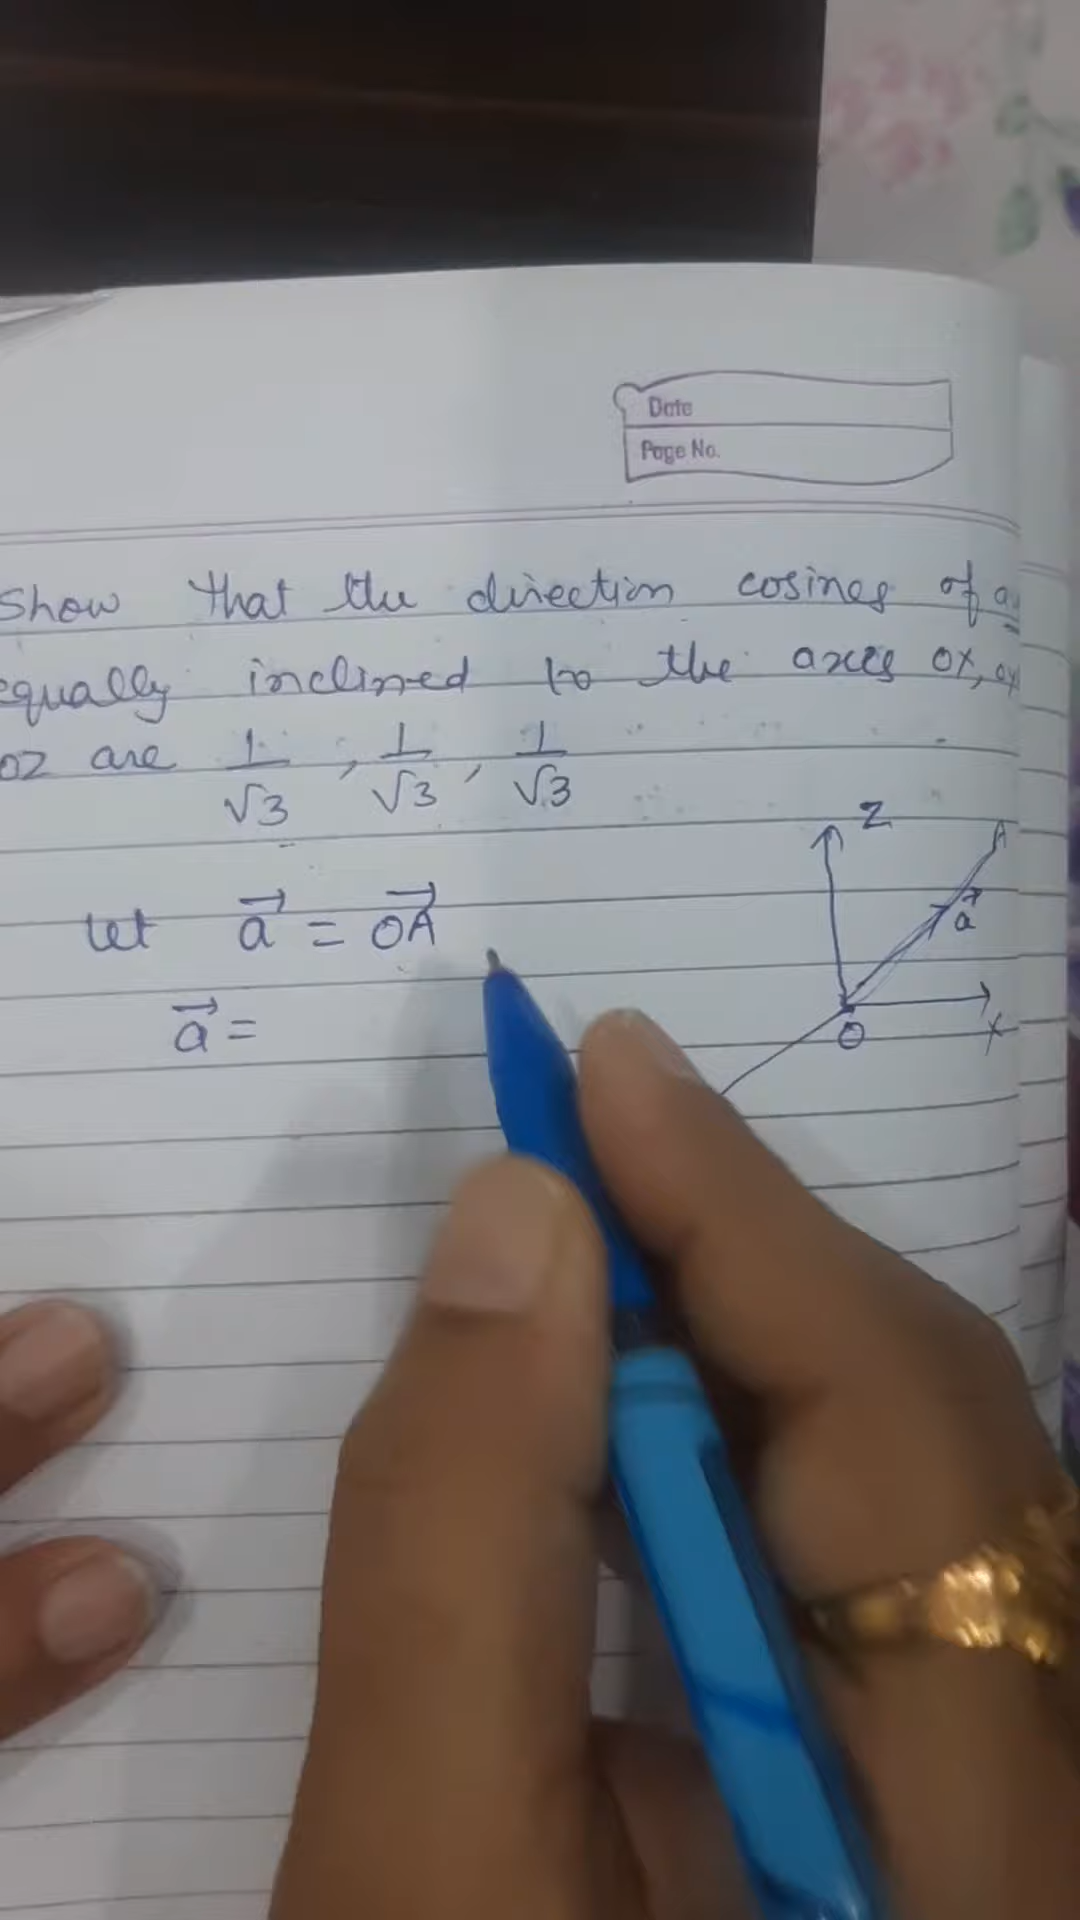 Date
Page No.
Show that the direction cosines of a
equally inclined to the axes OX, OY
OZ are 1/√3, 1/√3, 1/√3
Z
A
let a⃗ = OA⃗
a⃗
a⃗ =
X
O